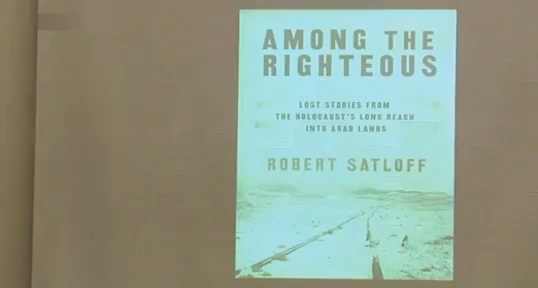 AMONG THE
RIGHTEOUS
LOST STORIES FROM
THE HOLOCAUST'S LONG REACH
INTO ARAB LANDS
ROBERT SATLOFF